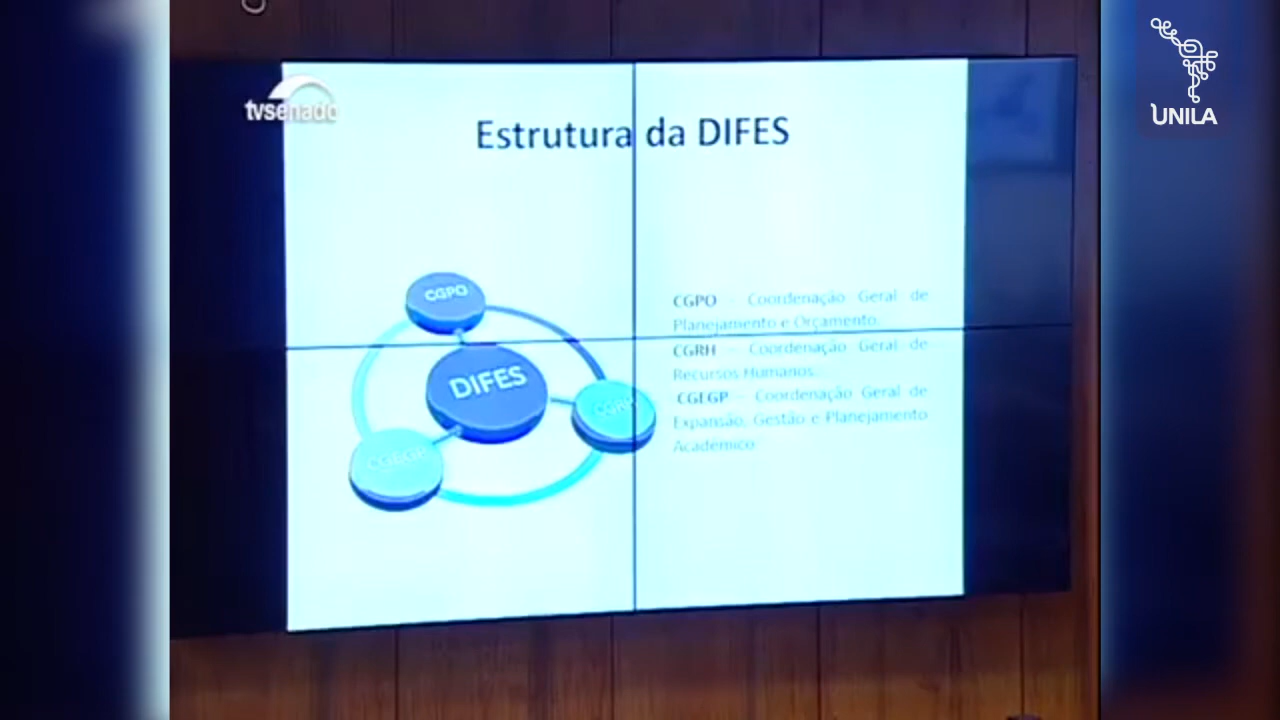 tvsenado
UNILA
Estrutura da DIFES
CGPO
DIFES
CGPO – Coordenação Geral de
Planejamento e Orçamento.
CGRH – Coordenação Geral de
Recursos Humanos.
CGEGP – Coordenação Geral de
Expansão, Gestão e Planejamento
Acadêmico